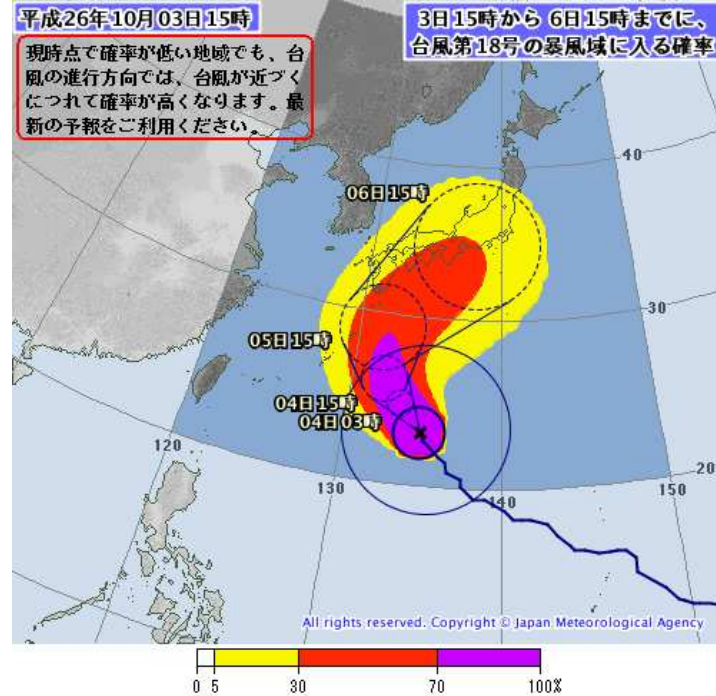 平成26年10月03日15時
3日15時から 6日15時までに、
台風第18号の暴風域に入る確率
現時点で確率が低い地域でも、台
風の進行方向では、台風が近づく
につれて確率が高くなります。最
新の予報をご利用ください。
40
06日15時
30
05日15時
04日15時
04日03時
120
20
130
140
150
All rights reserved. Copyright © Japan Meteorological Agency
0 5 30 70 100%